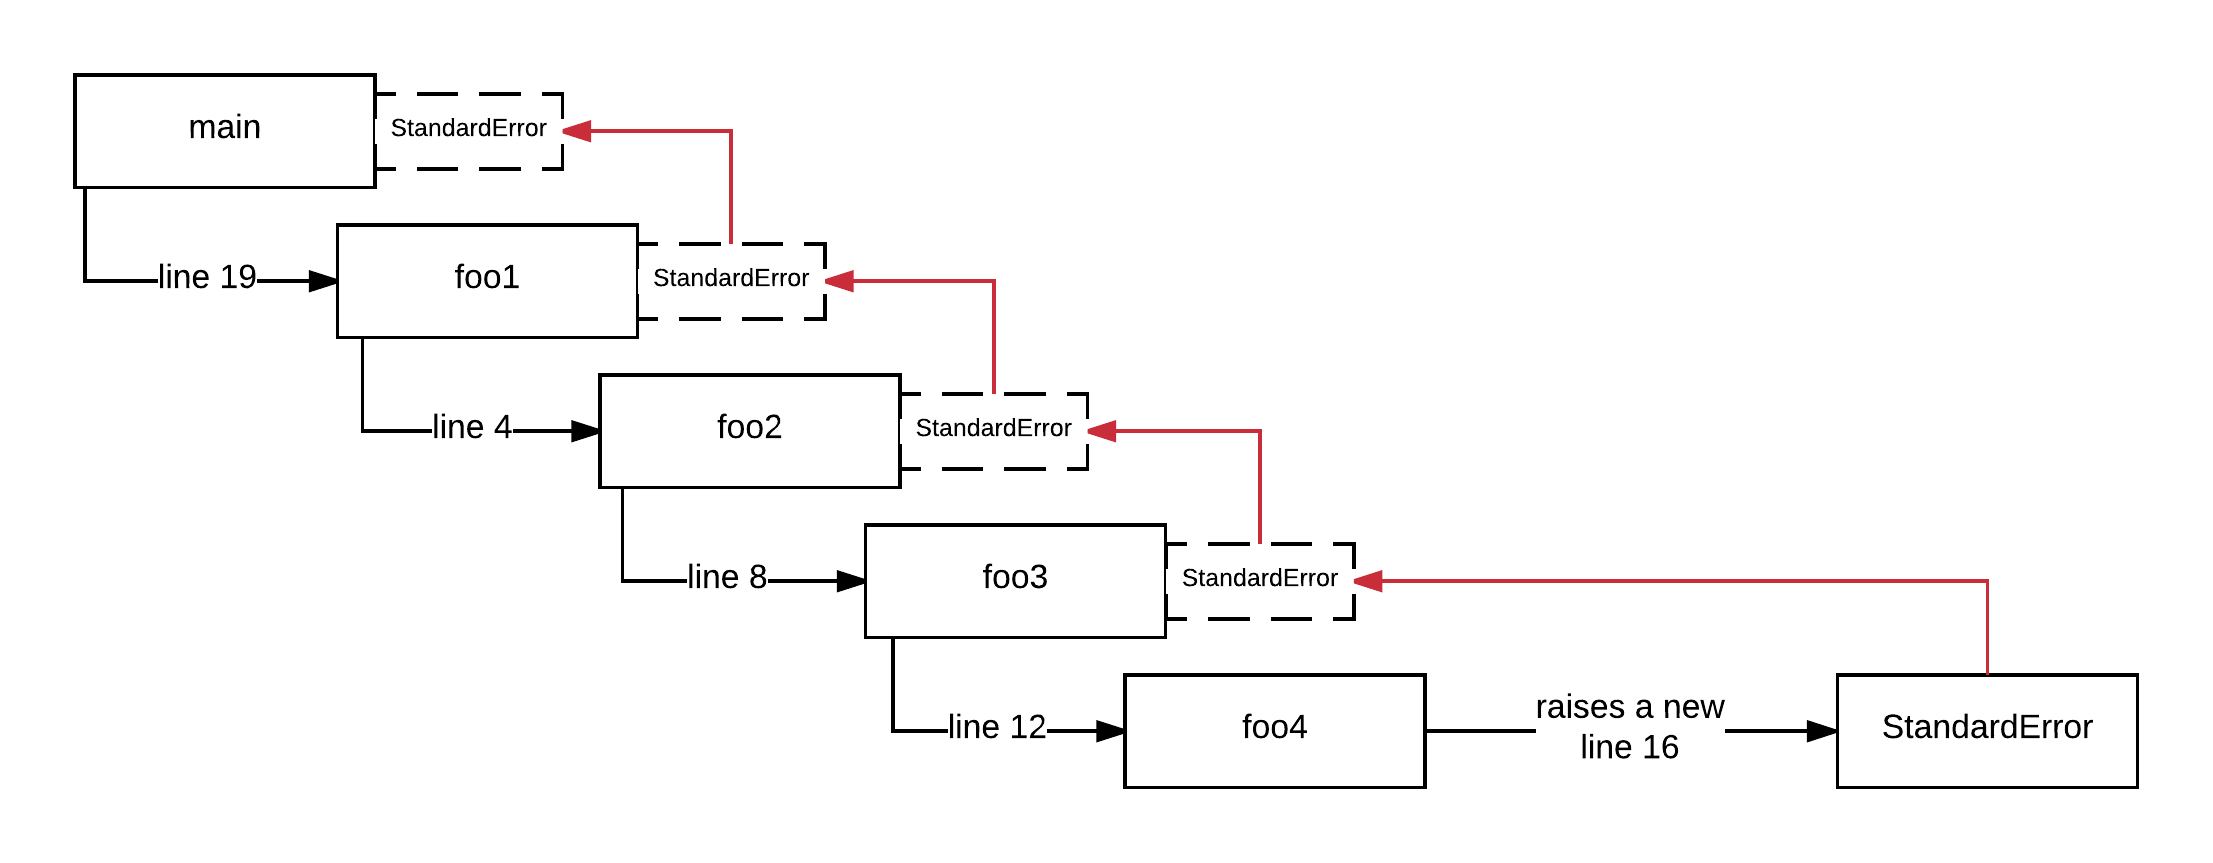 main
StandardError
line 19
foo1
StandardError
line 4
foo2
StandardError
line 8
foo3
StandardError
line 12
foo4
raises a new
line 16
StandardError